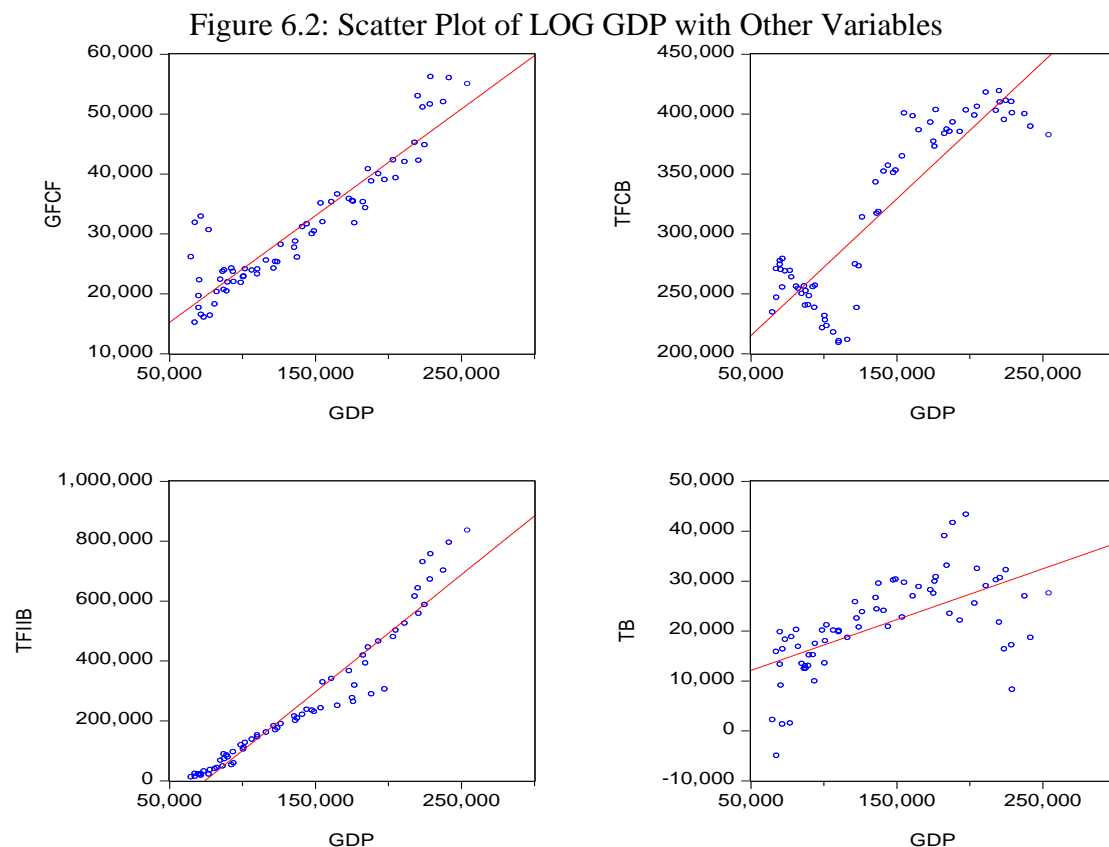 Figure 6.2: Scatter Plot of LOG GDP with Other Variables
60,000
50,000
40,000
30,000
20,000
10,000
GFCF
50,000 150,000 250,000
GDP
450,000
400,000
350,000
300,000
250,000
200,000
TFCB
50,000 150,000 250,000
GDP
1,000,000
800,000
600,000
400,000
200,000
0
TFIIB
50,000 150,000 250,000
GDP
50,000
40,000
30,000
20,000
10,000
0
-10,000
TB
50,000 150,000 250,000
GDP